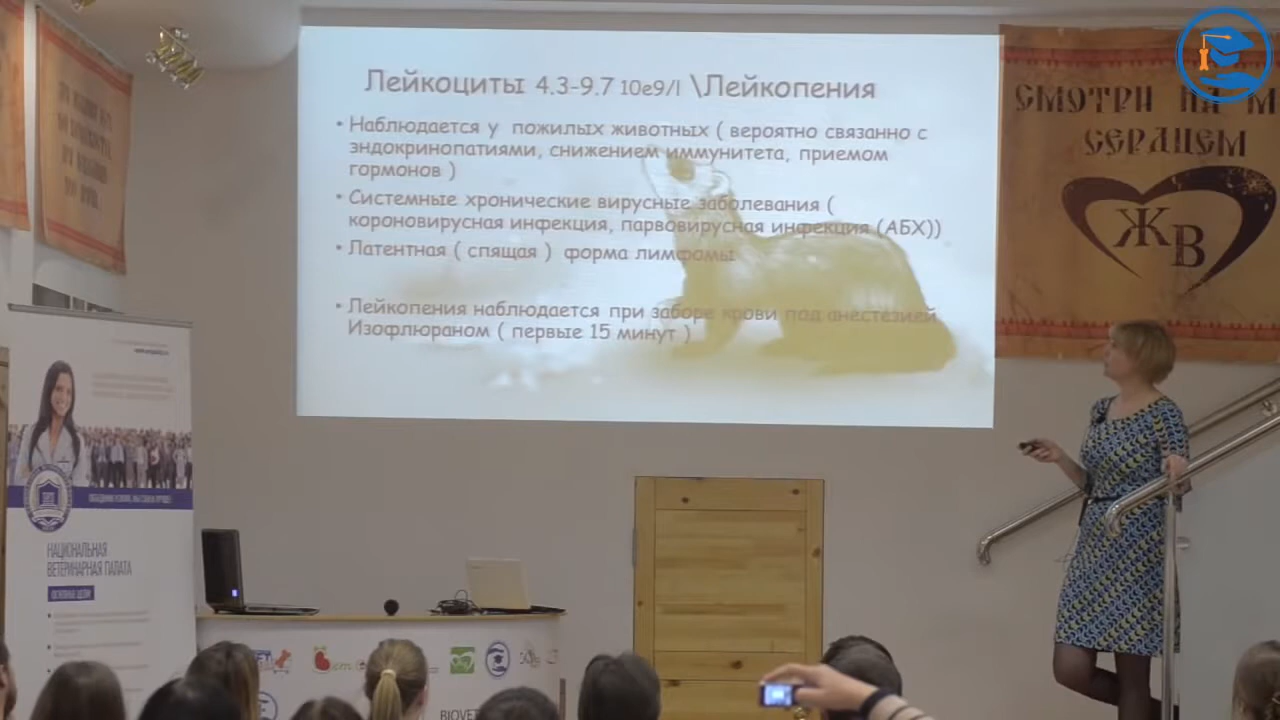 Лейкоциты 4.3-9.7 10e9/l \Лейкопения
• Наблюдается у пожилых животных ( вероятно связанно с
эндокринопатиями, снижением иммунитета, приемом
гормонов )
• Системные хронические вирусные заболевания (
короновирусная инфекция, парвовирусная инфекция (АБХ))
• Латентная ( спящая ) форма лимфомы
• Лейкопения наблюдается при заборе крови под анестезией
Изофлюраном ( первые 15 минут )
СМОТРИ НА М
СЕРДЦЕМ
ЖВ
НАЦИОНАЛЬНАЯ
ВЕТЕРИНАРНАЯ ПАЛАТА
BIOVET